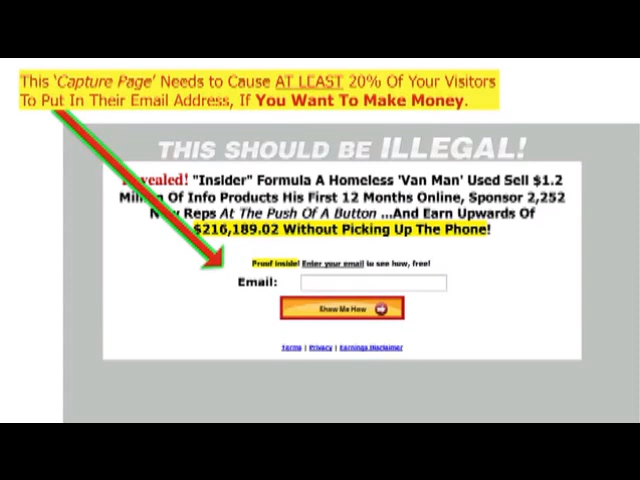 This 'Capture Page' Needs to Cause AT LEAST 20% Of Your Visitors
To Put In Their Email Address, If You Want To Make Money.
THIS SHOULD BE ILLEGAL!
"Insider" Formula A Homeless 'Van Man' Used Sell $1.2
Of Info Products His First 12 Months Online, Sponsor 2,252
Reps At The Push Of A Button ...And Earn Upwards Of
$216,189.02 Without Picking Up The Phone!
Proof inside! Enter your email to see how, free!
Email:
Show Me How
Terms | Privacy | Earnings Disclaimer